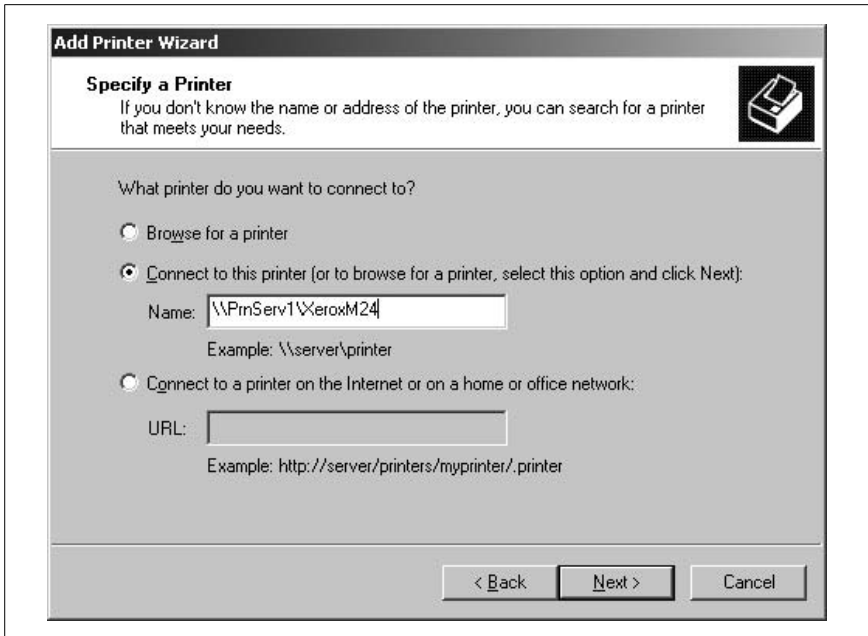 Add Printer Wizard
Specify a Printer
If you don't know the name or address of the printer, you can search for a printer
that meets your needs.
What printer do you want to connect to?
Browse for a printer
Connect to this printer (or to browse for a printer, select this option and click Next):
Name: \\PrnServ1\XeroxM24
Example: \\server\printer
Connect to a printer on the Internet or on a home or office network:
URL:
Example: http://server/printers/myprinter/.printer
< Back Next > Cancel